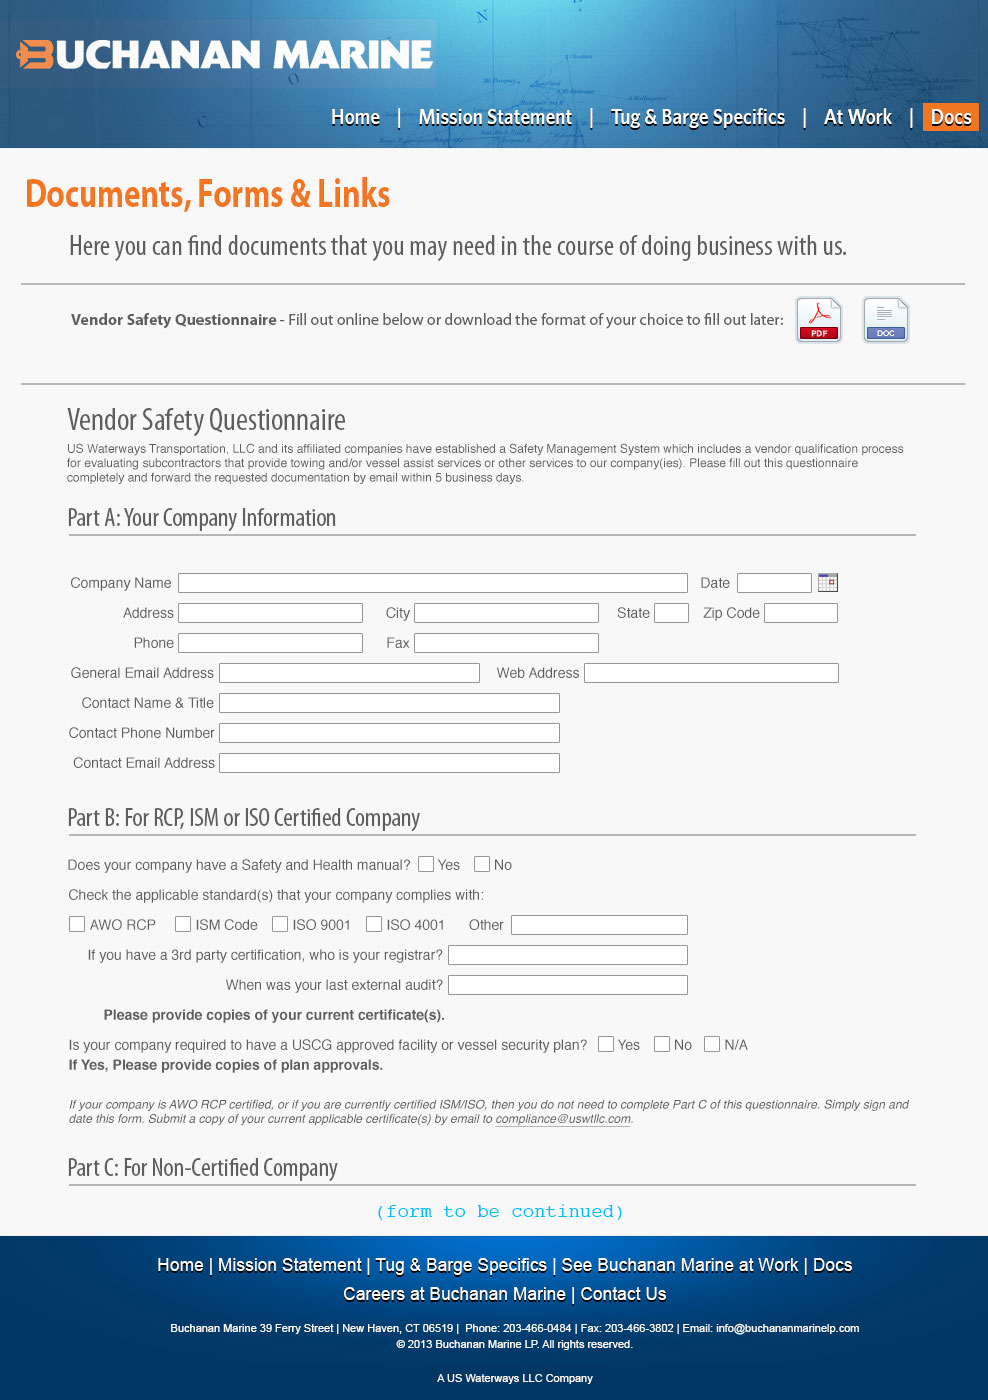 BUCHANAN MARINE
Home | Mission Statement | Tug & Barge Specifics | At Work | Docs
Documents, Forms & Links
Here you can find documents that you may need in the course of doing business with us.
Vendor Safety Questionnaire - Fill out online below or download the format of your choice to fill out later: PDF DOC
Vendor Safety Questionnaire
US Waterways Transportation, LLC and its affiliated companies have established a Safety Management System which includes a vendor qualification process
for evaluating subcontractors that provide towing and/or vessel assist services or other services to our company(ies). Please fill out this questionnaire
completely and forward the requested documentation by email within 5 business days.
Part A: Your Company Information
Company Name Date
Address City State Zip Code
Phone Fax
General Email Address Web Address
Contact Name & Title
Contact Phone Number
Contact Email Address
Part B: For RCP, ISM or ISO Certified Company
Does your company have a Safety and Health manual? Yes No
Check the applicable standard(s) that your company complies with:
AWO RCP ISM Code ISO 9001 ISO 4001 Other
If you have a 3rd party certification, who is your registrar?
When was your last external audit?
Please provide copies of your current certificate(s).
Is your company required to have a USCG approved facility or vessel security plan? Yes No N/A
If Yes, Please provide copies of plan approvals.
If your company is AWO RCP certified, or if you are currently certified ISM/ISO, then you do not need to complete Part C of this questionnaire. Simply sign and
date this form. Submit a copy of your current applicable certificate(s) by email to compliance@uswtllc.com.
Part C: For Non-Certified Company
(form to be continued)
Home | Mission Statement | Tug & Barge Specifics | See Buchanan Marine at Work | Docs
Careers at Buchanan Marine | Contact Us
Buchanan Marine 39 Ferry Street | New Haven, CT 06519 | Phone: 203-466-0484 | Fax: 203-466-3802 | Email: info@buchananmarinelp.com
© 2013 Buchanan Marine LP. All rights reserved.
A US Waterways LLC Company